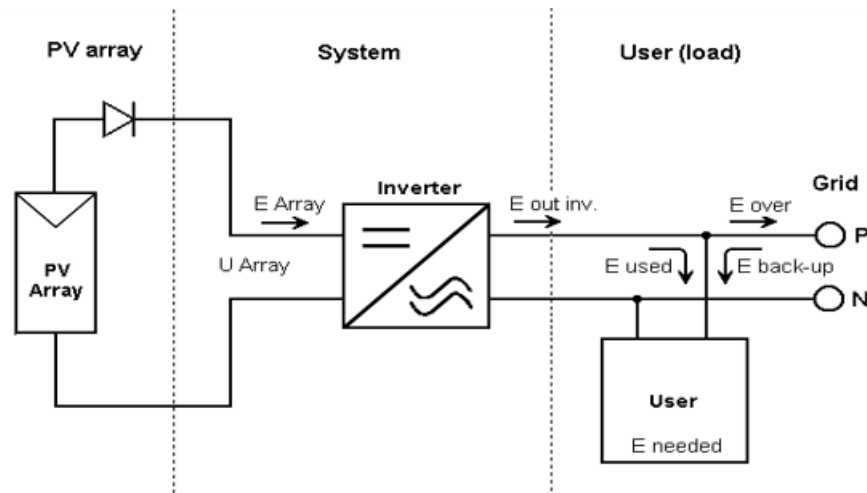 PV array
System
User (load)
Inverter
Grid
E Array
E out inv.
E over
P
U Array
E used
E back-up
PV
Array
N
User
E needed